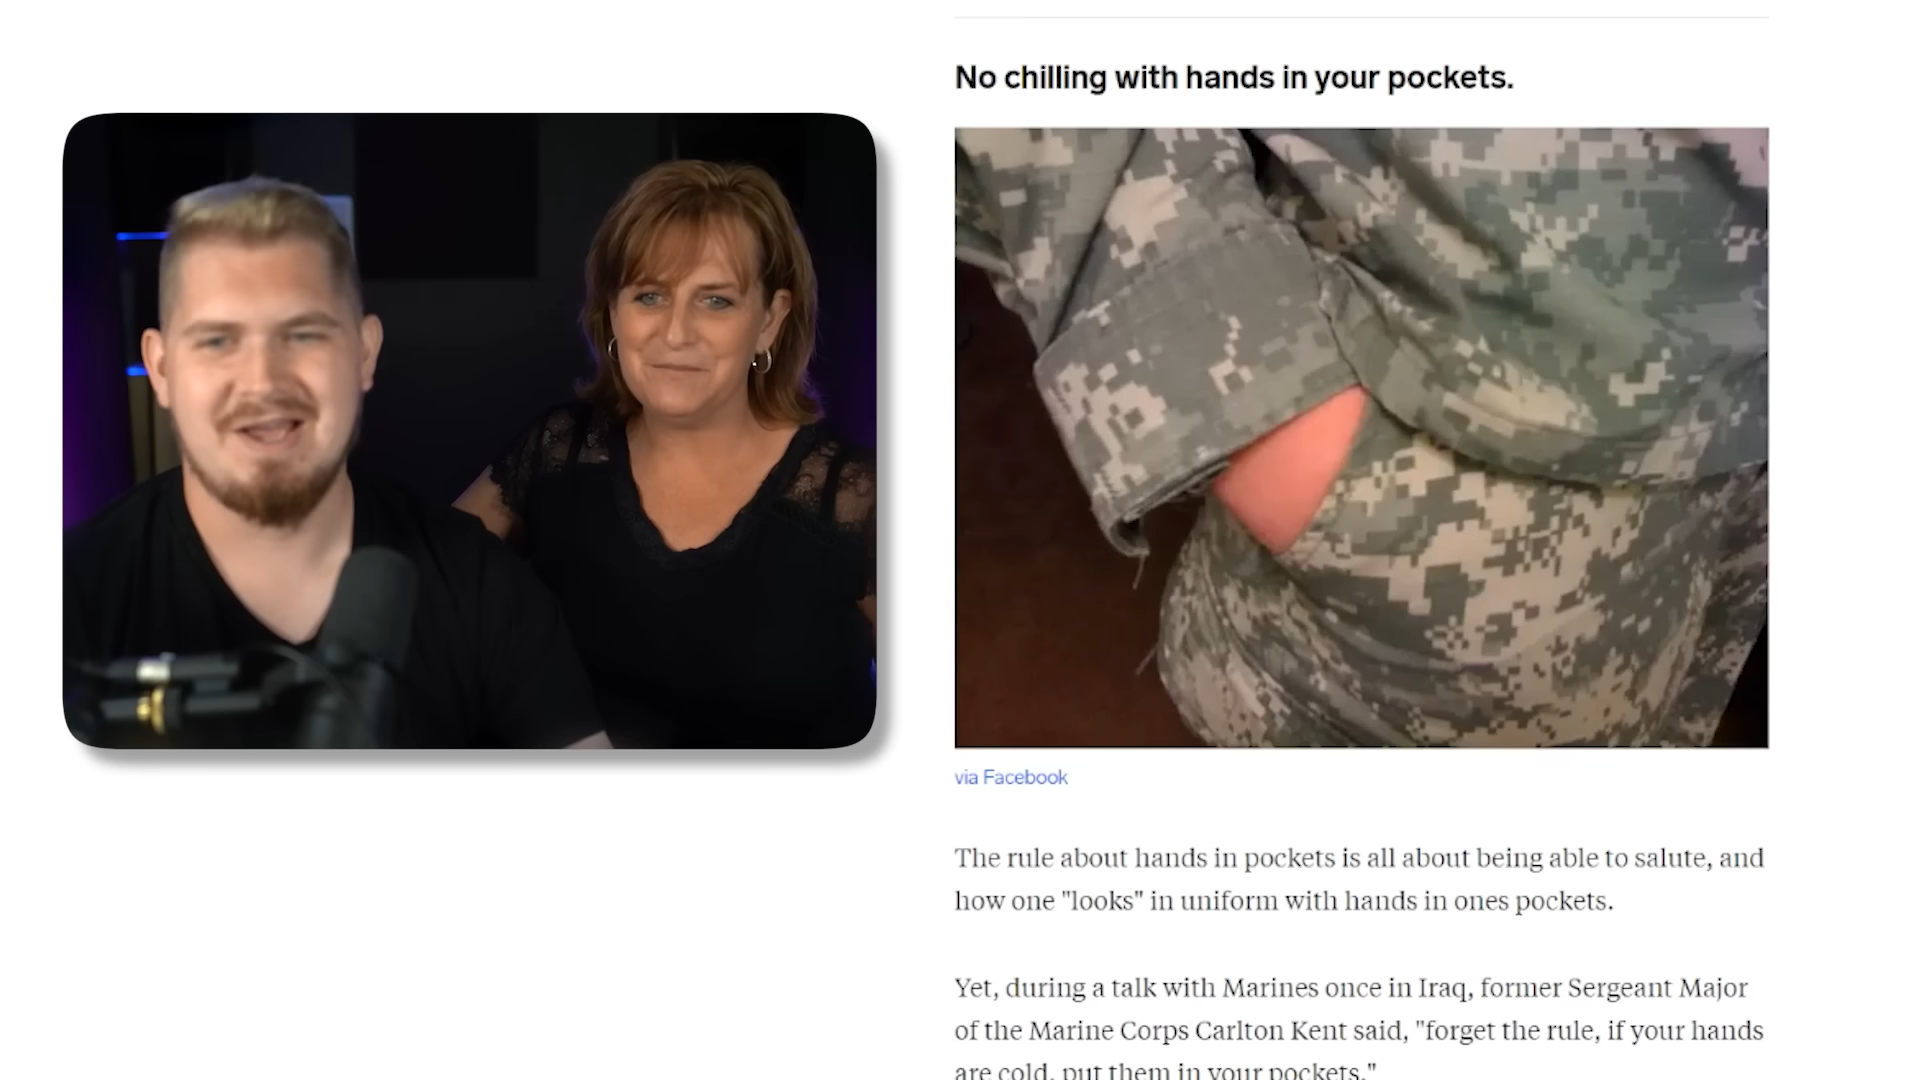 No chilling with hands in your pockets.
via Facebook
The rule about hands in pockets is all about being able to salute, and
how one "looks" in uniform with hands in ones pockets.
Yet, during a talk with Marines once in Iraq, former Sergeant Major
of the Marine Corps Carlton Kent said, "forget the rule, if your hands
are cold, put them in your pockets."